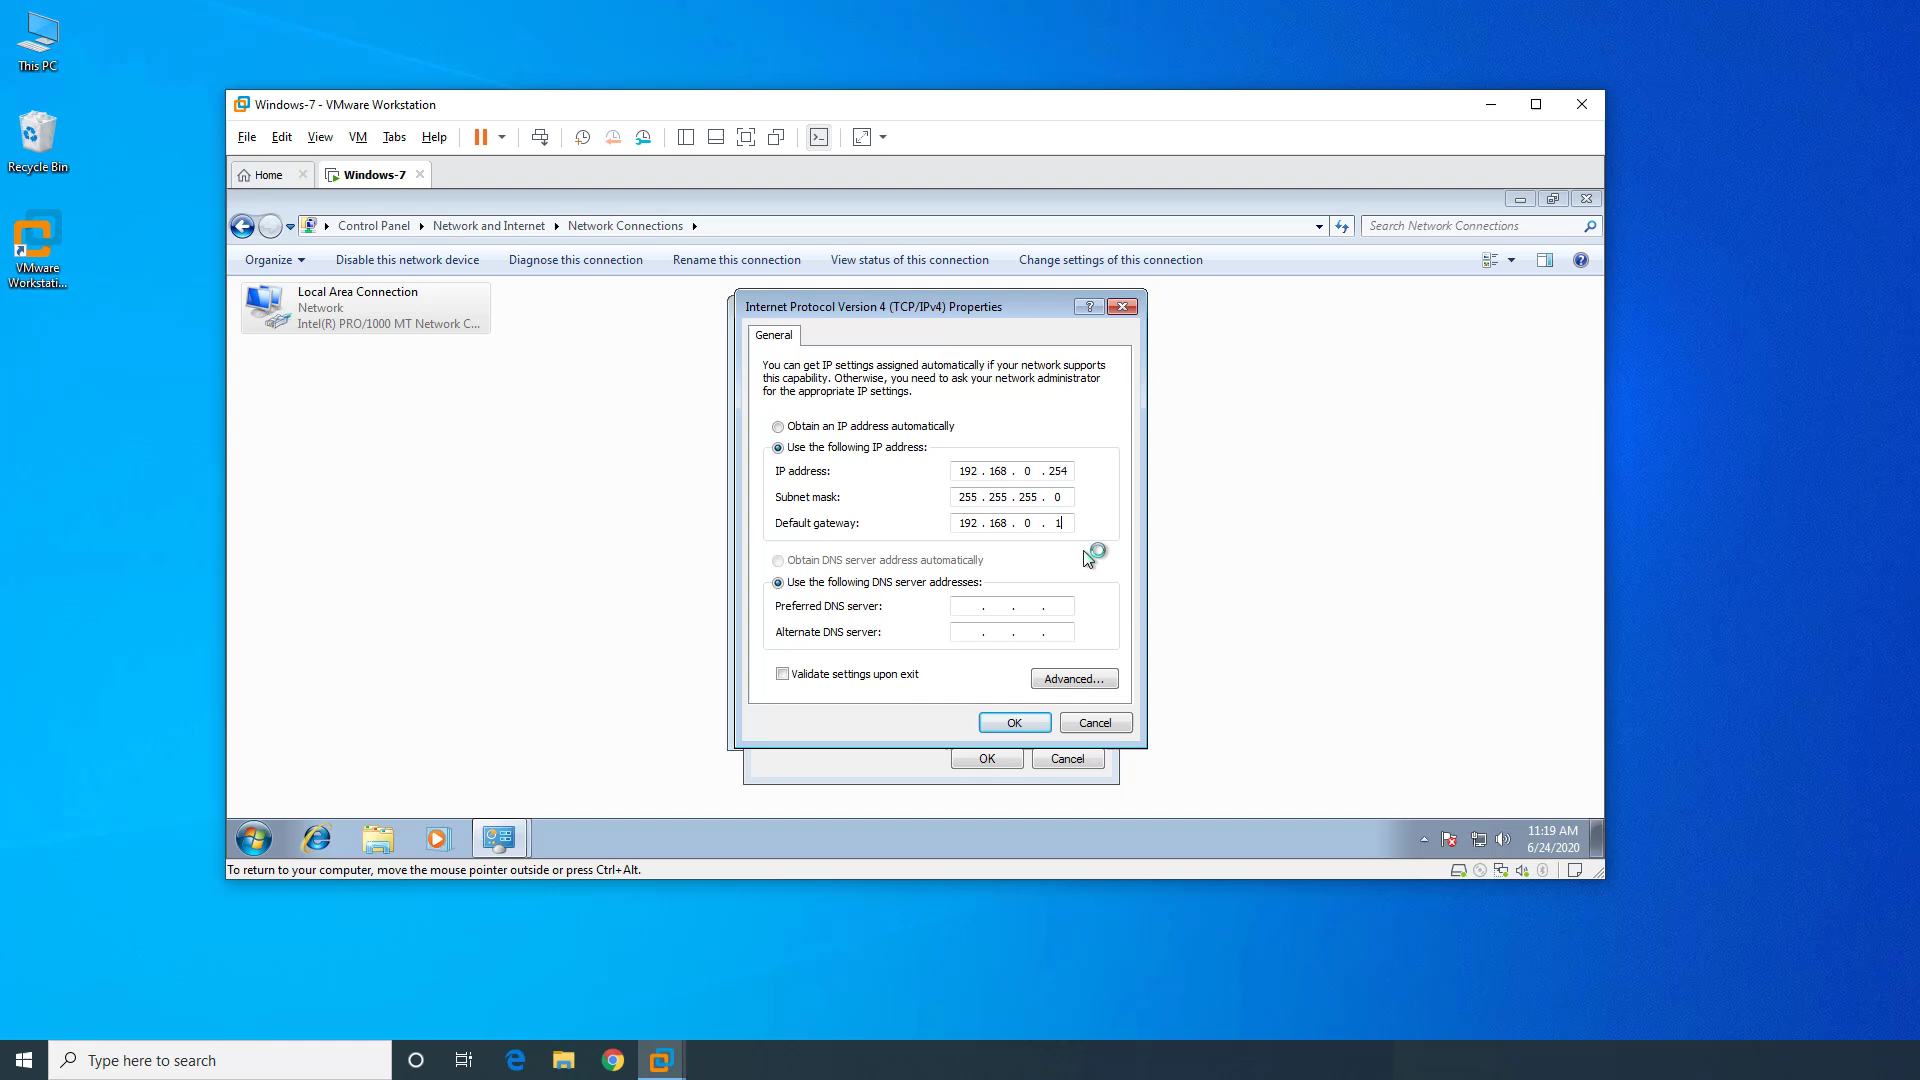 This PC
Recycle Bin
VMware
Workstati...
Windows-7 - VMware Workstation
File Edit View VM Tabs Help
Home
Windows-7
Control Panel
Network and Internet
Network Connections
Search Network Connections
Organize
Disable this network device
Diagnose this connection
Rename this connection
View status of this connection
Change settings of this connection
Local Area Connection
Network
Intel(R) PRO/1000 MT Network C...
Internet Protocol Version 4 (TCP/IPv4) Properties
General
You can get IP settings assigned automatically if your network supports
this capability. Otherwise, you need to ask your network administrator
for the appropriate IP settings.
Obtain an IP address automatically
Use the following IP address:
IP address: 192 . 168 . 0 . 254
Subnet mask: 255 . 255 . 255 . 0
Default gateway: 192 . 168 . 0 . 1
Obtain DNS server address automatically
Use the following DNS server addresses:
Preferred DNS server: . . .
Alternate DNS server: . . .
Validate settings upon exit
Advanced...
OK
Cancel
OK
Cancel
11:19 AM
6/24/2020
To return to your computer, move the mouse pointer outside or press Ctrl+Alt.
Type here to search